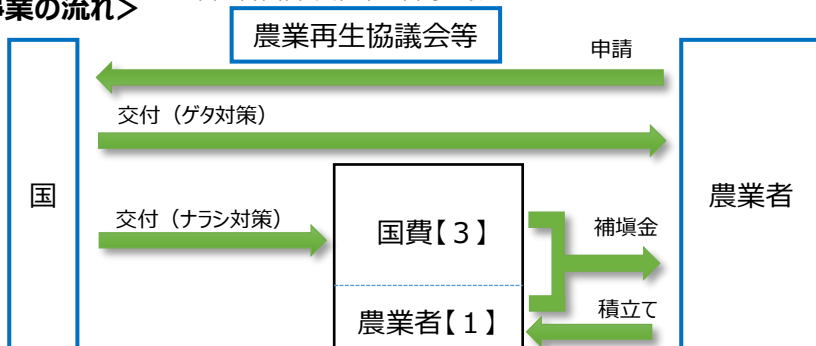 事業の流れ>
農業再生協議会等
申請
交付（ゲタ対策）
国
農業者
交付（ナラシ対策）
国費【３】
補塡金
農業者【１】
積立て